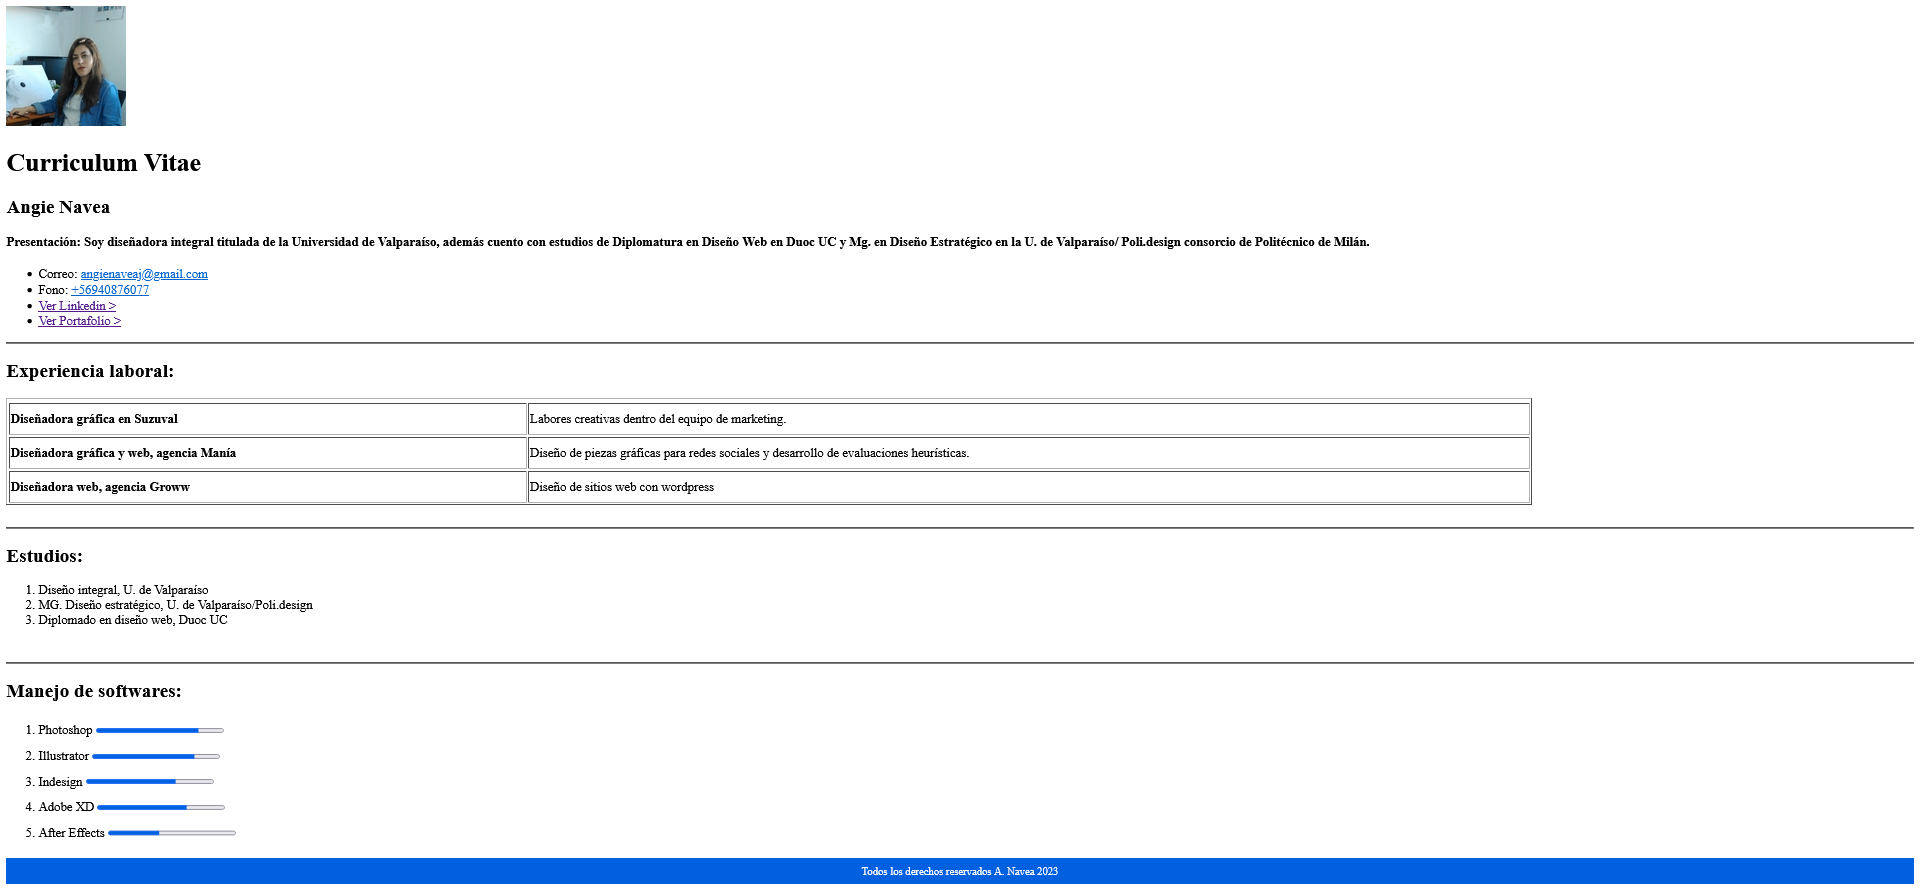 Curriculum Vitae
Angie Navea
Presentación: Soy diseñadora integral titulada de la Universidad de Valparaíso, además cuento con estudios de Diplomatura en Diseño Web en Duoc UC y Mg. en Diseño Estratégico en la U. de Valparaíso/ Poli.design consorcio de Politécnico de Milán.
• Correo: angienaveaj@gmail.com
• Fono: +56940876077
• Ver Linkedin >
• Ver Portafolio >
Experiencia laboral:
Diseñadora gráfica en Suzuval Labores creativas dentro del equipo de marketing.
Diseñadora gráfica y web, agencia Manía Diseño de piezas gráficas para redes sociales y desarrollo de evaluaciones heurísticas.
Diseñadora web, agencia Groww Diseño de sitios web con wordpress
Estudios:
1. Diseño integral, U. de Valparaíso
2. MG. Diseño estratégico, U. de Valparaíso/Poli.design
3. Diplomado en diseño web, Duoc UC
Manejo de softwares:
1. Photoshop
2. Illustrator
3. Indesign
4. Adobe XD
5. After Effects
Todos los derechos reservados A. Navea 2023